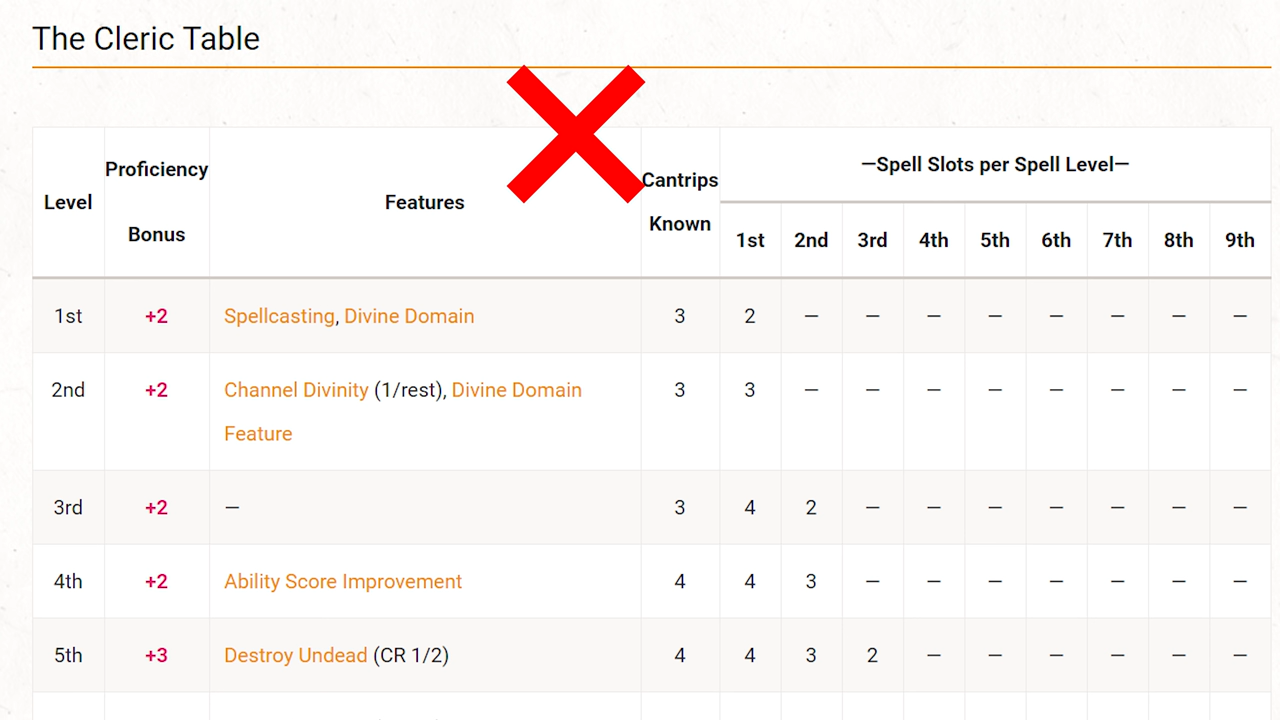 The Cleric Table
Level Proficiency Bonus Features Cantrips Known —Spell Slots per Spell Level—
1st 2nd 3rd 4th 5th 6th 7th 8th 9th
1st +2 Spellcasting, Divine Domain 3 2 — — — — — — — —
2nd +2 Channel Divinity (1/rest), Divine Domain 3 3 — — — — — — — —
Feature
3rd +2 — 3 4 2 — — — — — — —
4th +2 Ability Score Improvement 4 4 3 — — — — — — —
5th +3 Destroy Undead (CR 1/2) 4 4 3 2 — — — — — —